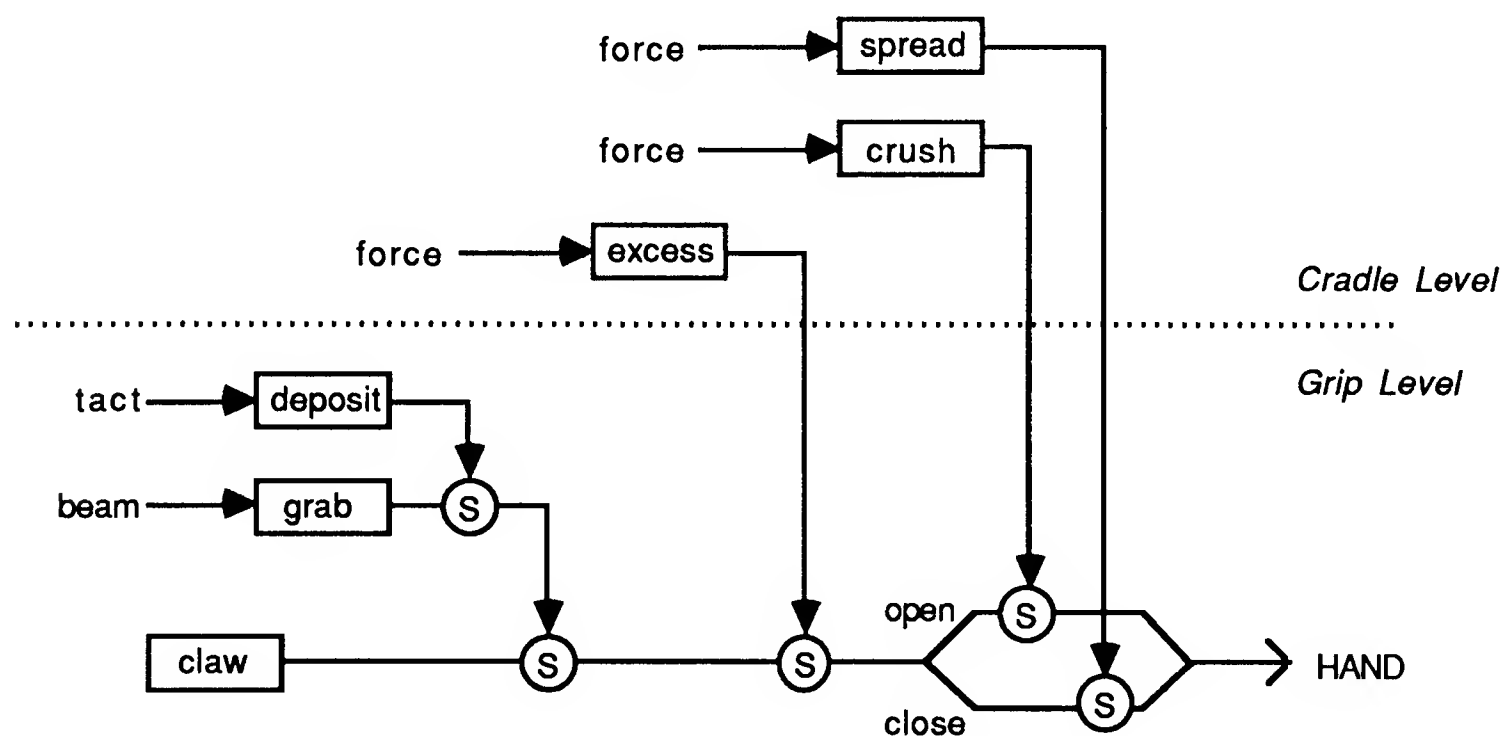 force spread
force crush
force excess
Cradle Level
Grip Level
tact deposit
beam grab S
open S
claw S S HAND
close S